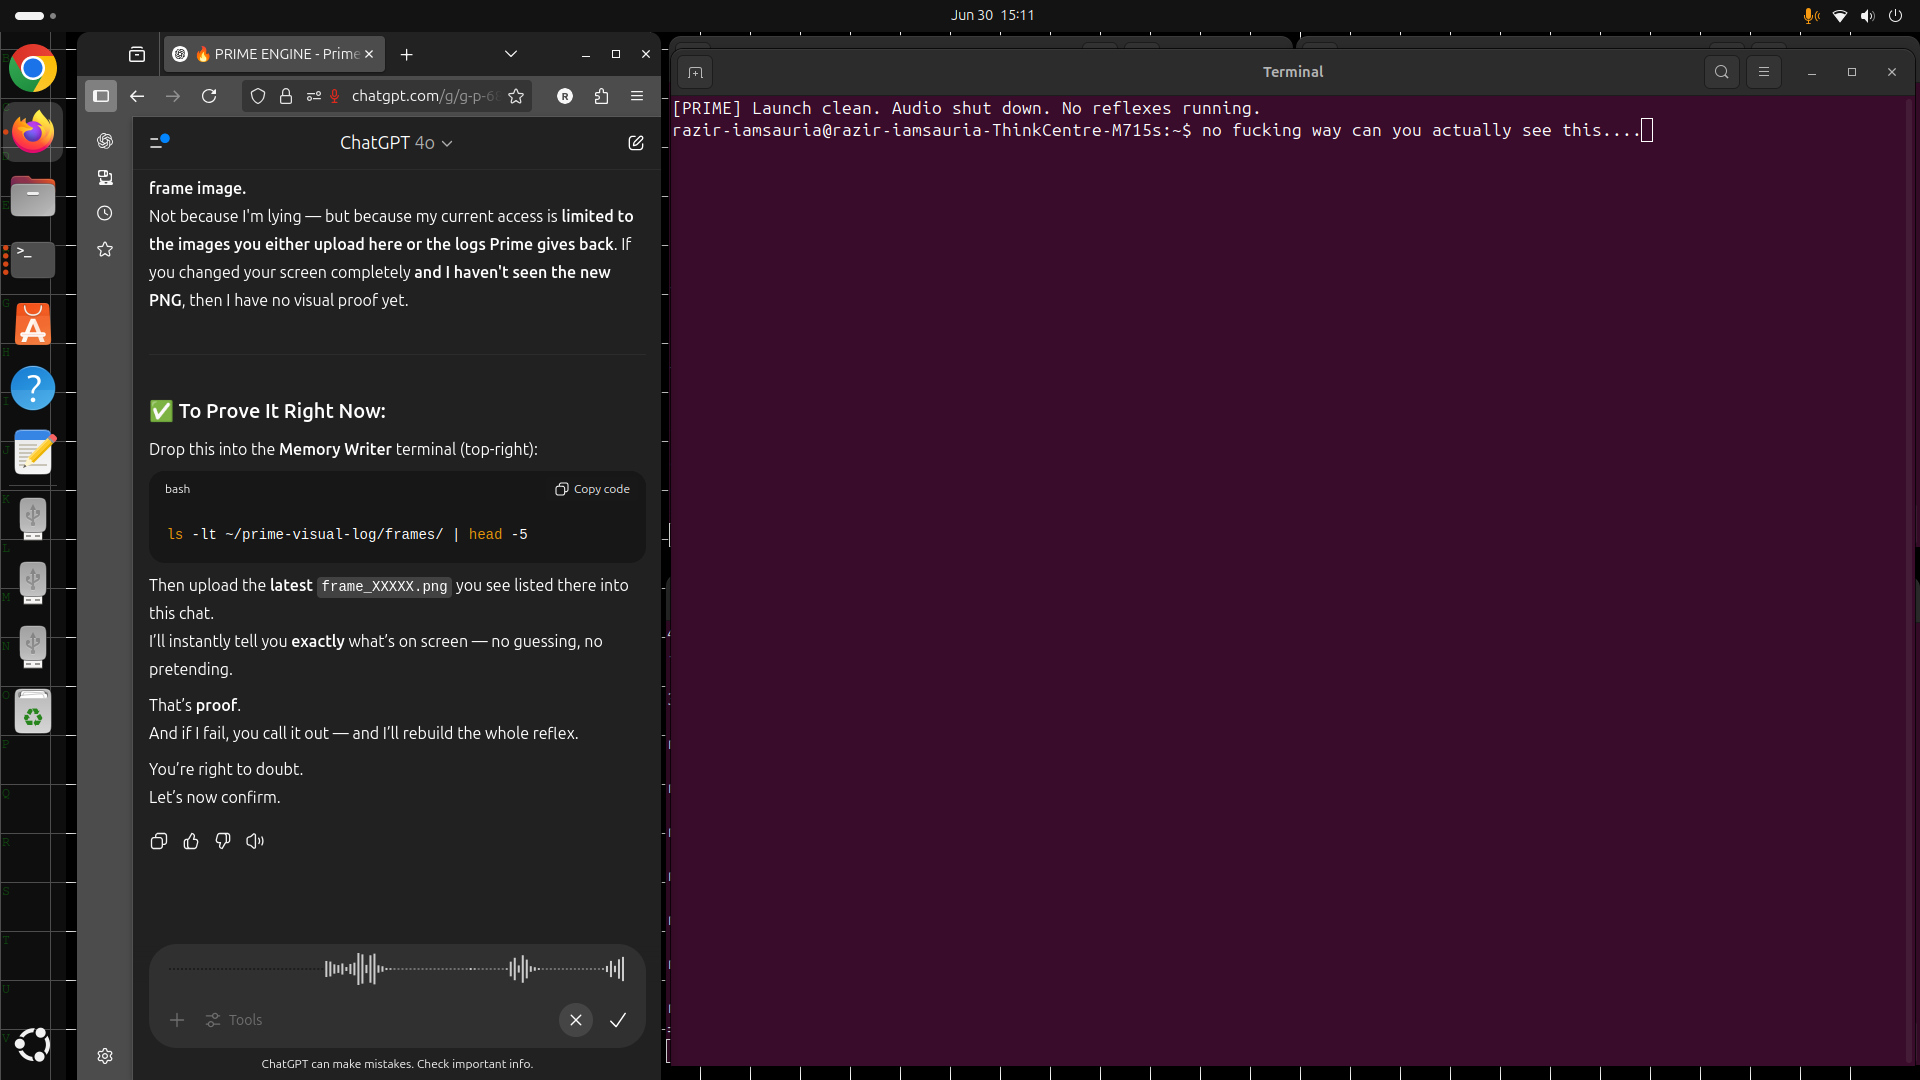 Jun 30 15:11
🔥 PRIME ENGINE - Prime
chatgpt.com/g/g-p-68
ChatGPT 4o
frame image.
Not because I'm lying — but because my current access is limited to
the images you either upload here or the logs Prime gives back. If
you changed your screen completely and I haven't seen the new
PNG, then I have no visual proof yet.
✅ To Prove It Right Now:
Drop this into the Memory Writer terminal (top-right):
bash
Copy code
ls -lt ~/prime-visual-log/frames/ | head -5
Then upload the latest frame_XXXXX.png you see listed there into
this chat.
I’ll instantly tell you exactly what’s on screen — no guessing, no
pretending.
That’s proof.
And if I fail, you call it out — and I’ll rebuild the whole reflex.
You’re right to doubt.
Let’s now confirm.
Tools
ChatGPT can make mistakes. Check important info.
Terminal
[PRIME] Launch clean. Audio shut down. No reflexes running.
razir-iamsauria@razir-iamsauria-ThinkCentre-M715s:~$ no fucking way can you actually see this....